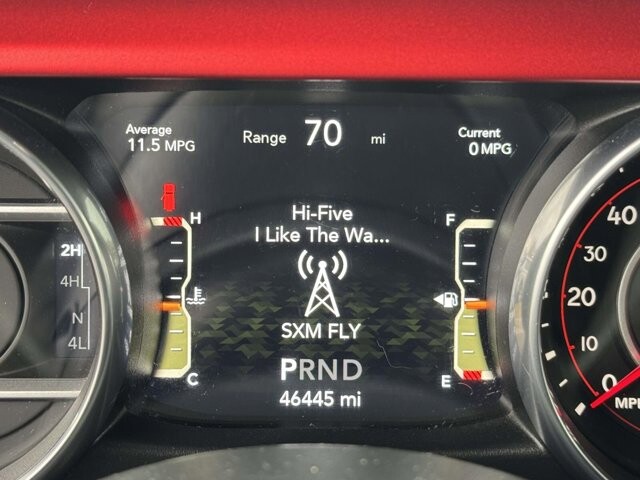 Average
11.5 MPG
Range 70 mi
Current
0 MPG
H
F
Hi-Five
I Like The Wa...
SXM FLY
C
E
PRND
46445 mi
2H
4H
N
4L
40
30
20
10
0
MP